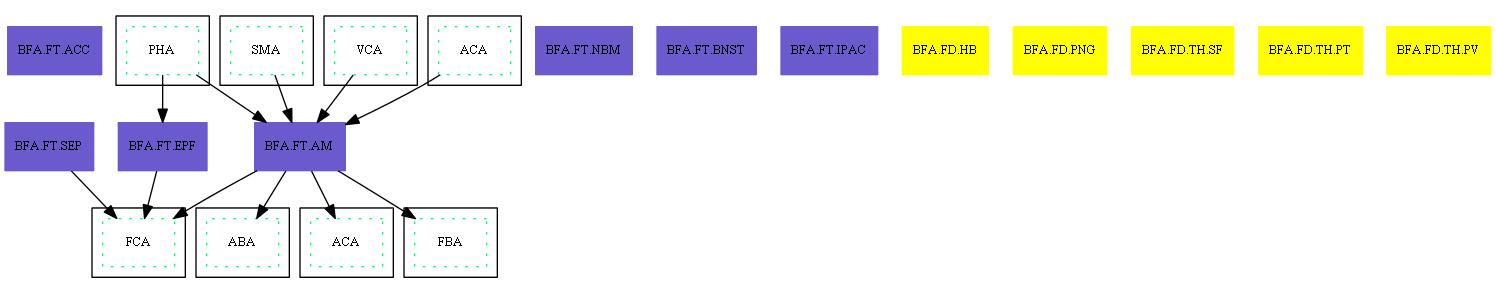 BFA.FT.ACC
PHA
SMA
VCA
ACA
BFA.FT.NBM
BFA.FT.BNST
BFA.FT.IPAC
BFA.FD.HB
BFA.FD.PNG
BFA.FD.TH.SF
BFA.FD.TH.PT
BFA.FD.TH.PV
BFA.FT.SEP
BFA.FT.EPF
BFA.FT.AM
FCA
ABA
ACA
FBA